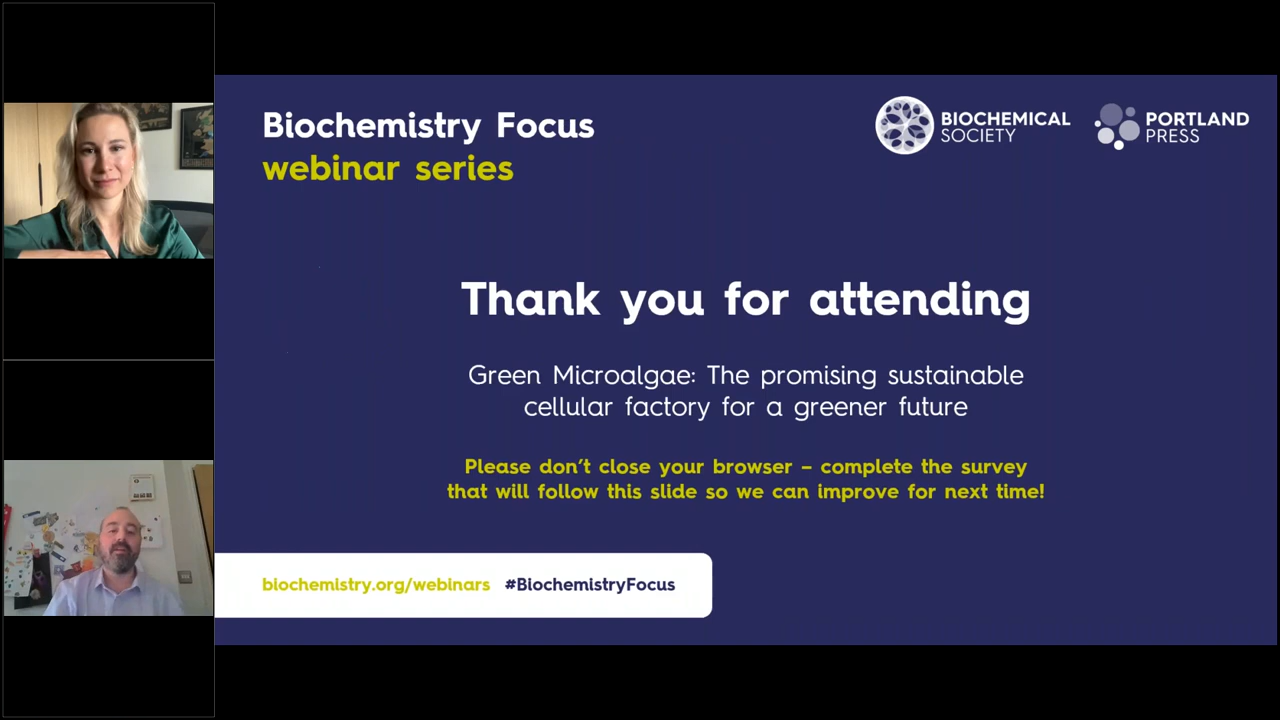 Biochemistry Focus
webinar series
BIOCHEMICAL
SOCIETY
PORTLAND
PRESS
Thank you for attending
Green Microalgae: The promising sustainable
cellular factory for a greener future
Please don't close your browser – complete the survey
that will follow this slide so we can improve for next time!
biochemistry.org/webinars #BiochemistryFocus